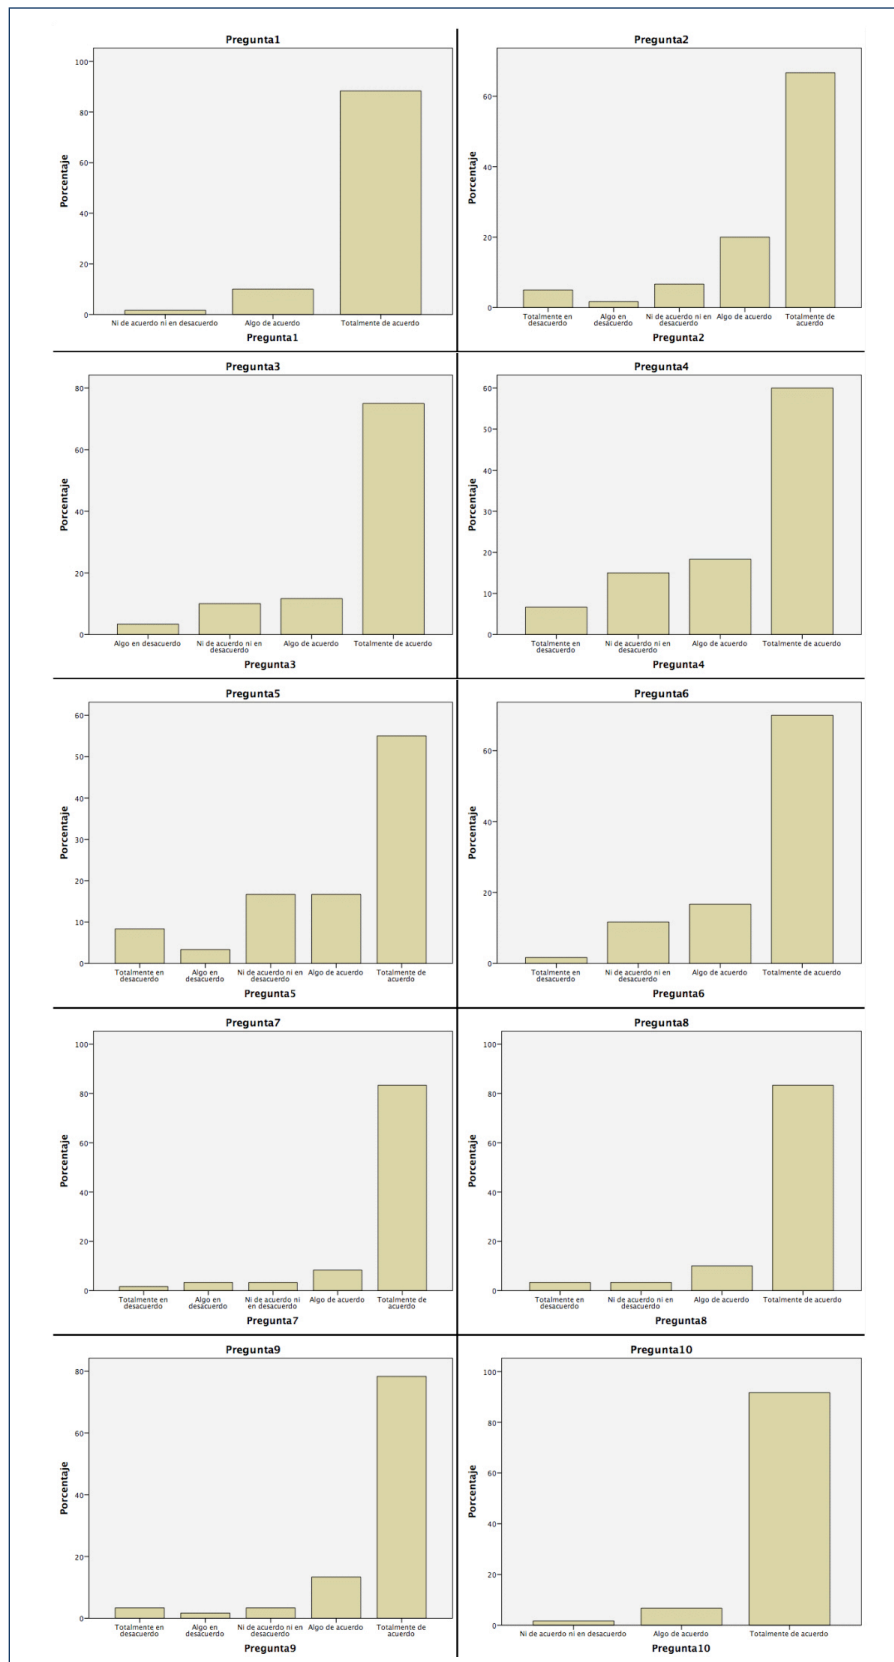 Pregunta1
Porcentaje
100
80
60
40
20
0
Ni de acuerdo ni en desacuerdo
Algo de acuerdo
Totalmente de acuerdo
Pregunta1
Pregunta2
Porcentaje
60
40
20
0
Totalmente en
desacuerdo
Algo en
desacuerdo
Ni de acuerdo ni en
desacuerdo
Algo de acuerdo
Totalmente de
acuerdo
Pregunta2
Pregunta3
Porcentaje
80
60
40
20
0
Algo en desacuerdo
Ni de acuerdo ni en
desacuerdo
Algo de acuerdo
Totalmente de acuerdo
Pregunta3
Pregunta4
Porcentaje
60
50
40
30
20
10
0
Totalmente en
desacuerdo
Ni de acuerdo ni en
desacuerdo
Algo de acuerdo
Totalmente de acuerdo
Pregunta4
Pregunta5
Porcentaje
60
50
40
30
20
10
0
Totalmente en
desacuerdo
Algo en
desacuerdo
Ni de acuerdo ni en
desacuerdo
Algo de acuerdo
Totalmente de
acuerdo
Pregunta5
Pregunta6
Porcentaje
60
40
20
0
Totalmente en
desacuerdo
Ni de acuerdo ni en
desacuerdo
Algo de acuerdo
Totalmente de acuerdo
Pregunta6
Pregunta7
Porcentaje
100
80
60
40
20
0
Totalmente en
desacuerdo
Algo en
desacuerdo
Ni de acuerdo ni
en desacuerdo
Algo de acuerdo
Totalmente de
acuerdo
Pregunta7
Pregunta8
Porcentaje
100
80
60
40
20
0
Totalmente en
desacuerdo
Ni de acuerdo ni en
desacuerdo
Algo de acuerdo
Totalmente de acuerdo
Pregunta8
Pregunta9
Porcentaje
80
60
40
20
0
Totalmente en
desacuerdo
Algo en
desacuerdo
Ni de acuerdo ni en
desacuerdo
Algo de acuerdo
Totalmente de
acuerdo
Pregunta9
Pregunta10
Porcentaje
100
80
60
40
20
0
Ni de acuerdo ni en desacuerdo
Algo de acuerdo
Totalmente de acuerdo
Pregunta10